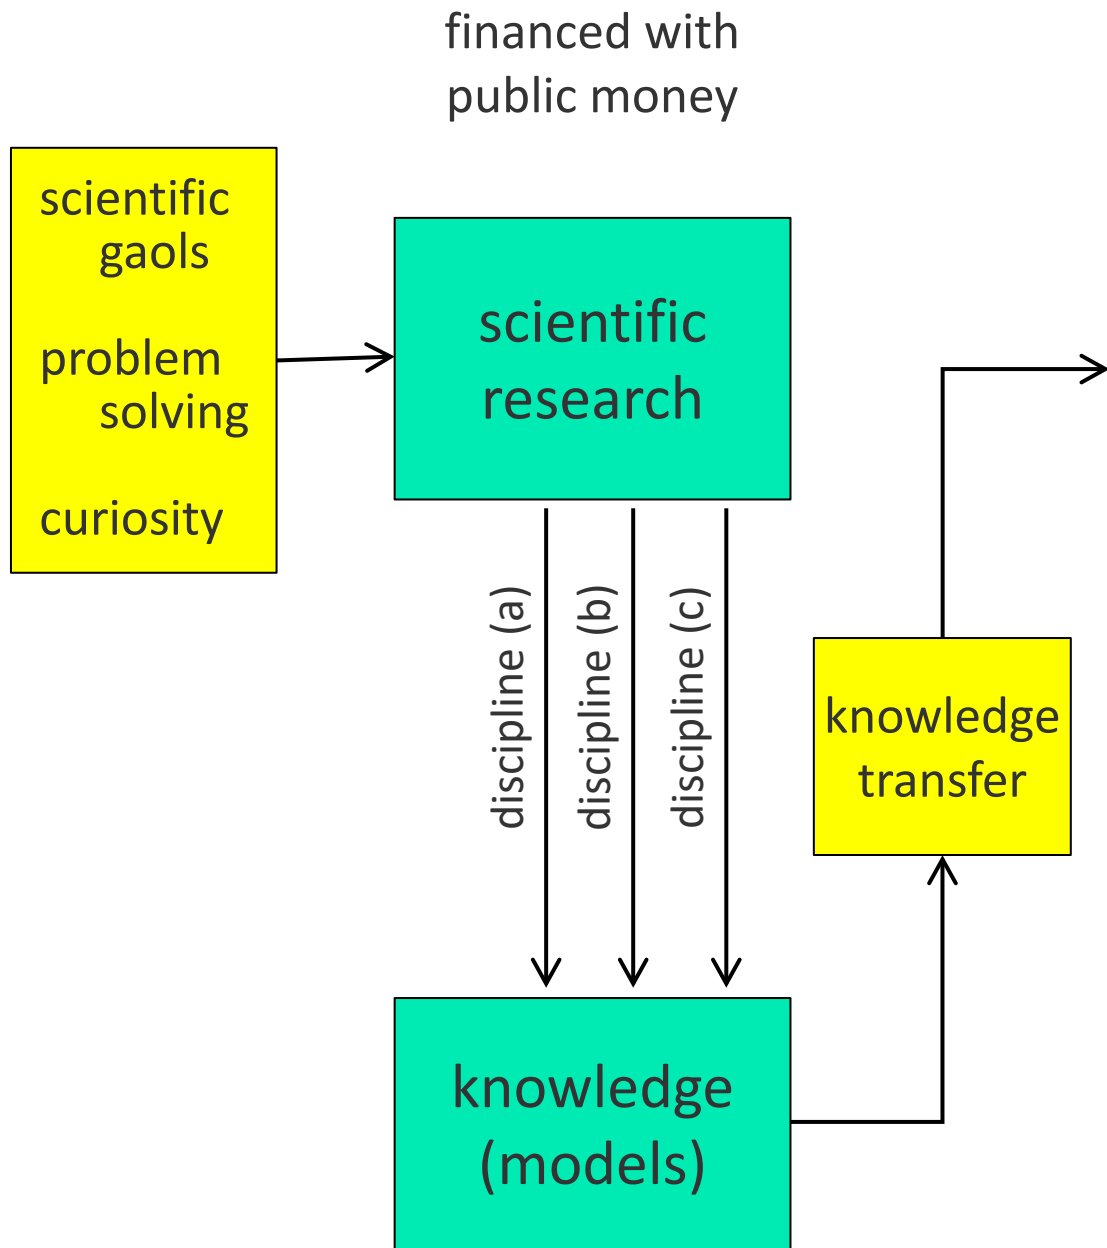 financed with
public money
scientific
gaols
problem
solving
curiosity
scientific
research
discipline (a)
discipline (b)
discipline (c)
knowledge
transfer
knowledge
(models)